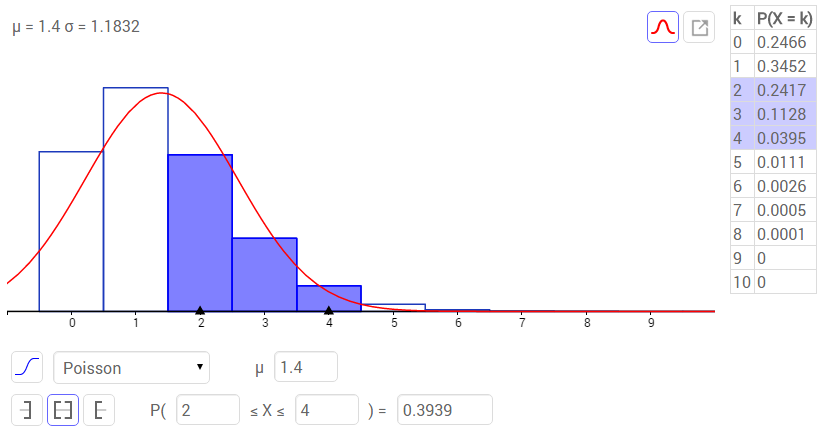 μ = 1.4 σ = 1.1832
k P(X = k)
0 0.2466
1 0.3452
2 0.2417
3 0.1128
4 0.0395
5 0.0111
6 0.0026
7 0.0005
8 0.0001
9 0
10 0
0 1 2 3 4 5 6 7 8 9
Poisson μ 1.4
P( 2 ≤ X ≤ 4 ) = 0.3939